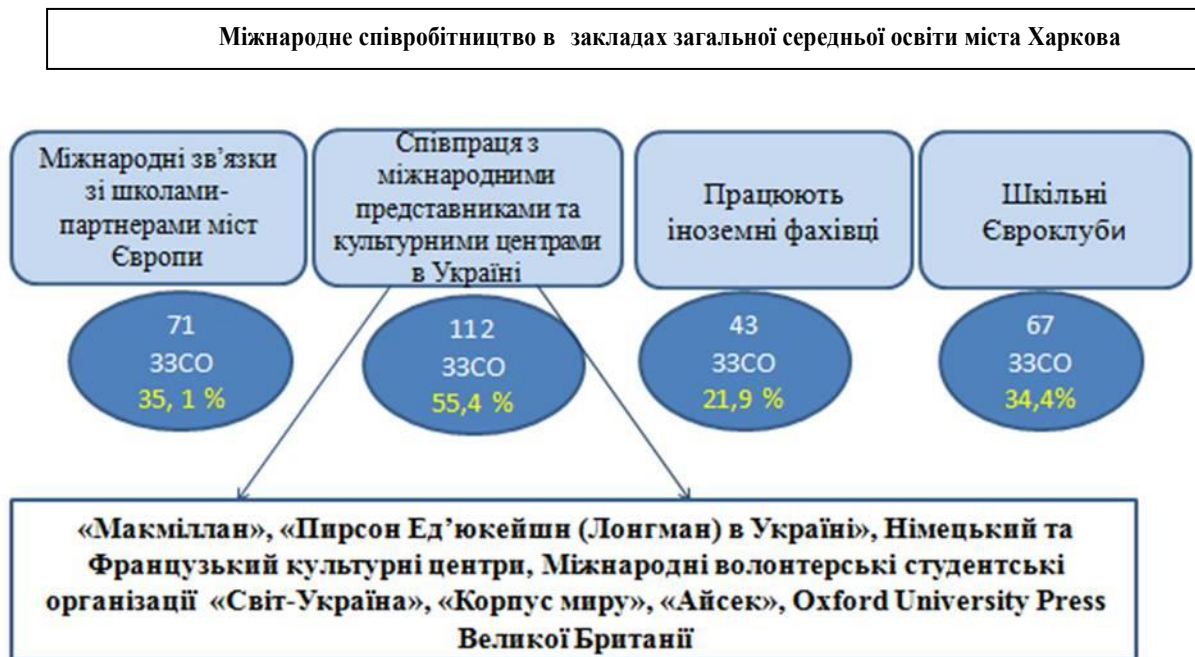 Міжнародне співробітництво в закладах загальної середньої освіти міста Харкова
Міжнародні зв’язки
зі школами-
партнерами міст
Європи
71
ЗЗСО
35, 1 %
Співпраця з
міжнародними
представниками та
культурними центрами
в Україні
112
ЗЗСО
55,4 %
Працюють
іноземні фахівці
43
ЗЗСО
21,9 %
Шкільні
Євроклуби
67
ЗЗСО
34,4%
«Макміллан», «Пирсон Ед’юкейшн (Лонгман) в Україні», Німецький та
Французький культурні центри, Міжнародні волонтерські студентські
організації «Світ-Україна», «Корпус миру», «Айсек», Oxford University Press
Великої Британії